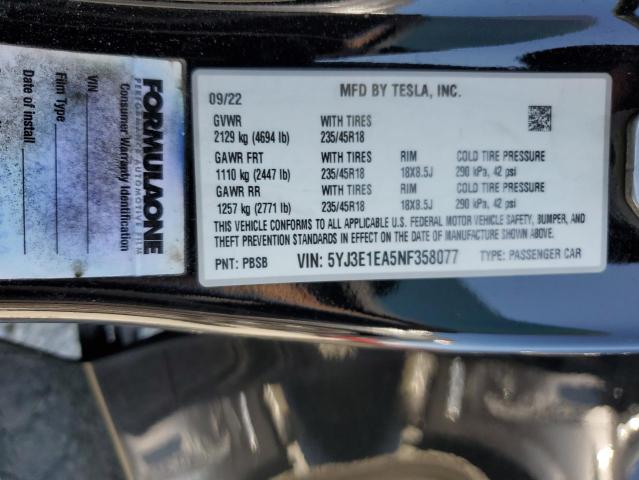 FORMULAONE
PERFORMANCE AUTOMOTIVE FILM
Consumer Warranty Identification
VIN:
Film Type
Date of install
MFD BY TESLA, INC.
09/22
GVWR WITH TIRES
2129 kg (4694 lb) 235/45R18
GAWR FRT WITH TIRES RIM COLD TIRE PRESSURE
1110 kg (2447 lb) 235/45R18 18X8.5J 290 kPa, 42 psi
GAWR RR WITH TIRES RIM COLD TIRE PRESSURE
1257 kg (2771 lb) 235/45R18 18X8.5J 290 kPa, 42 psi
THIS VEHICLE CONFORMS TO ALL APPLICABLE U.S. FEDERAL MOTOR VEHICLE SAFETY, BUMPER, AND
THEFT PREVENTION STANDARDS IN EFFECT ON THE DATE OF MANUFACTURE SHOWN ABOVE.
PNT: PBSB VIN: 5YJ3E1EA5NF358077 TYPE: PASSENGER CAR